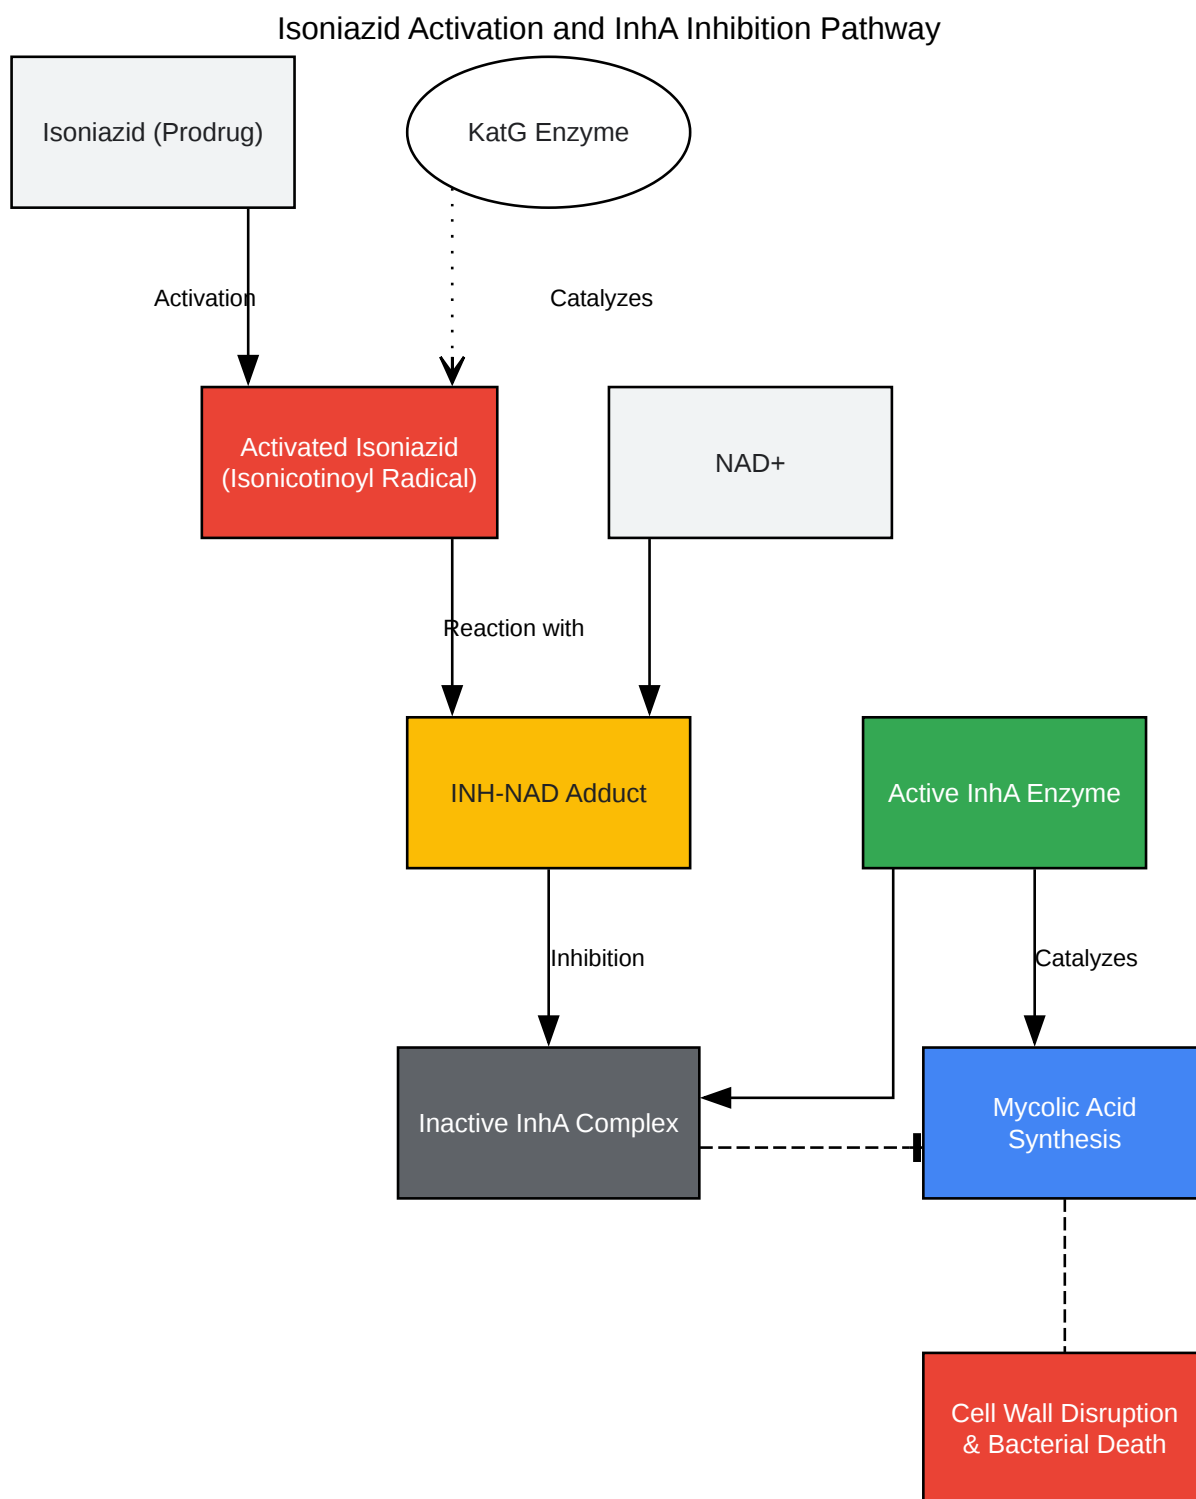 Isoniazid Activation and InhA Inhibition Pathway
Isoniazid (Prodrug)
KatG Enzyme
Activation
Catalyzes
Activated Isoniazid
(Isonicotinoyl Radical)
NAD+
Reaction with
INH-NAD Adduct
Active InhA Enzyme
Inhibition
Catalyzes
Inactive InhA Complex
Mycolic Acid
Synthesis
Cell Wall Disruption
& Bacterial Death